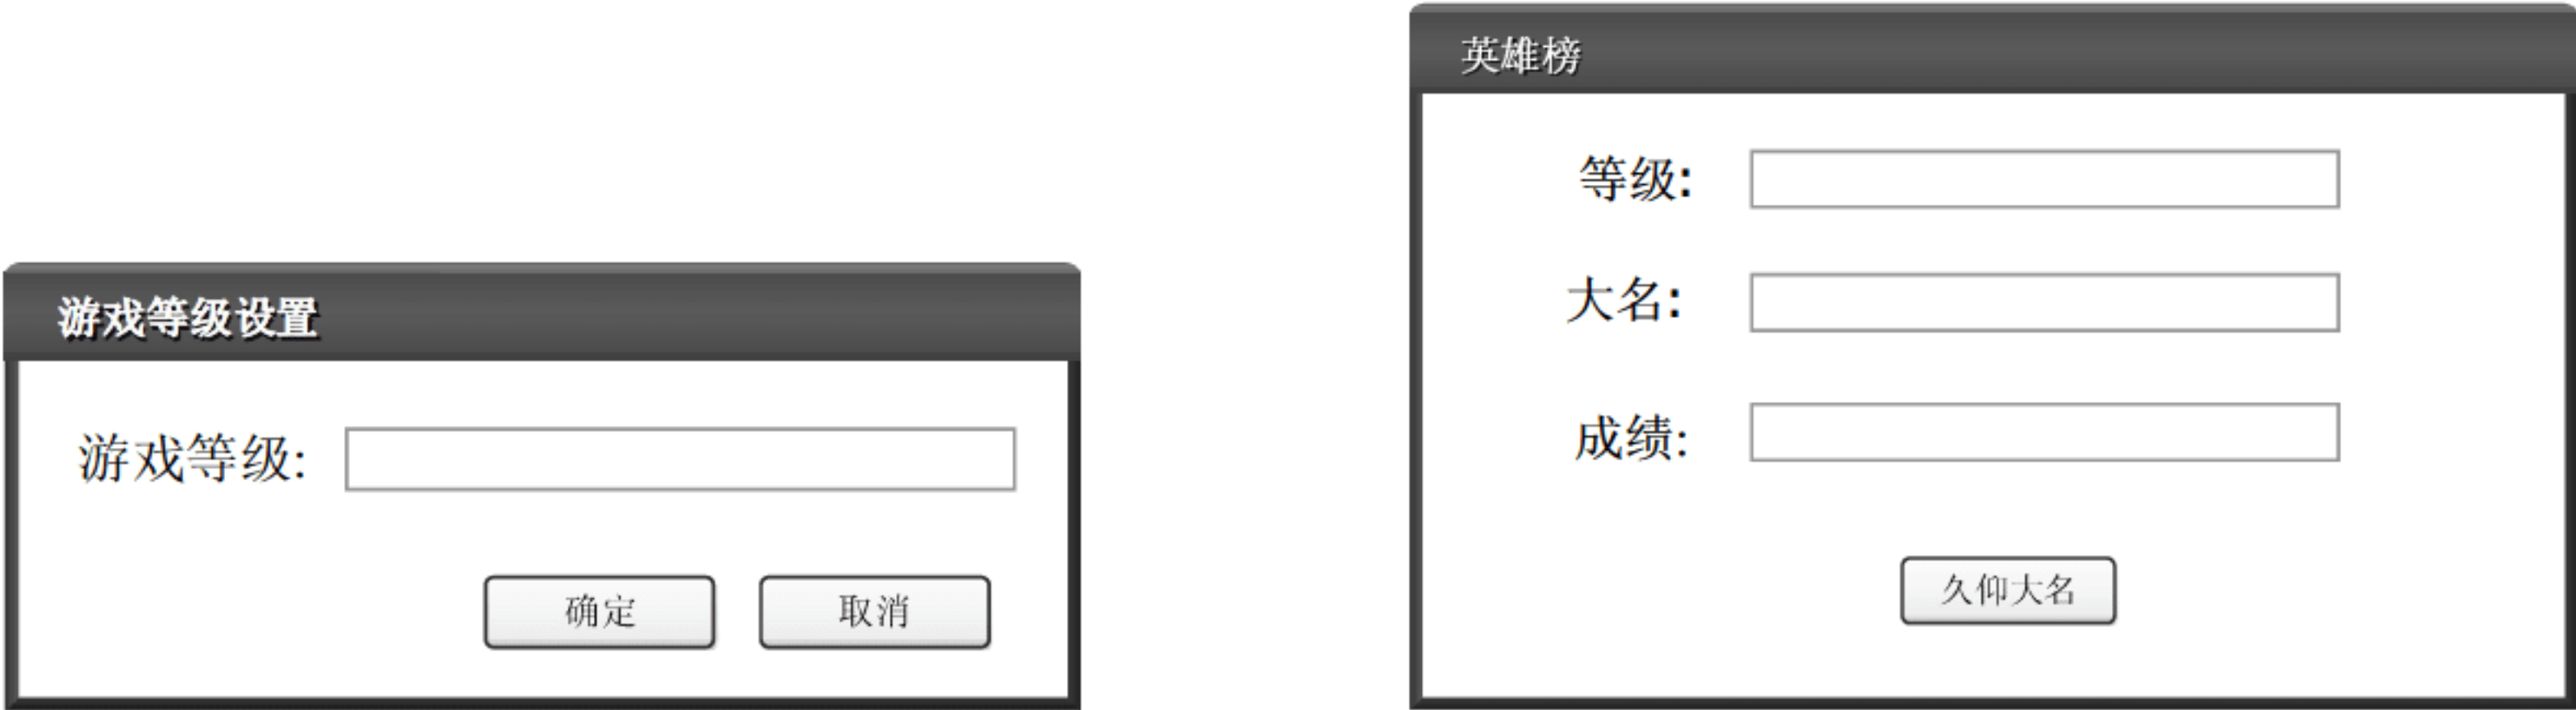 游戏等级设置
游戏等级:
确定
取消
英雄榜
等级:
大名:
成绩:
久仰大名